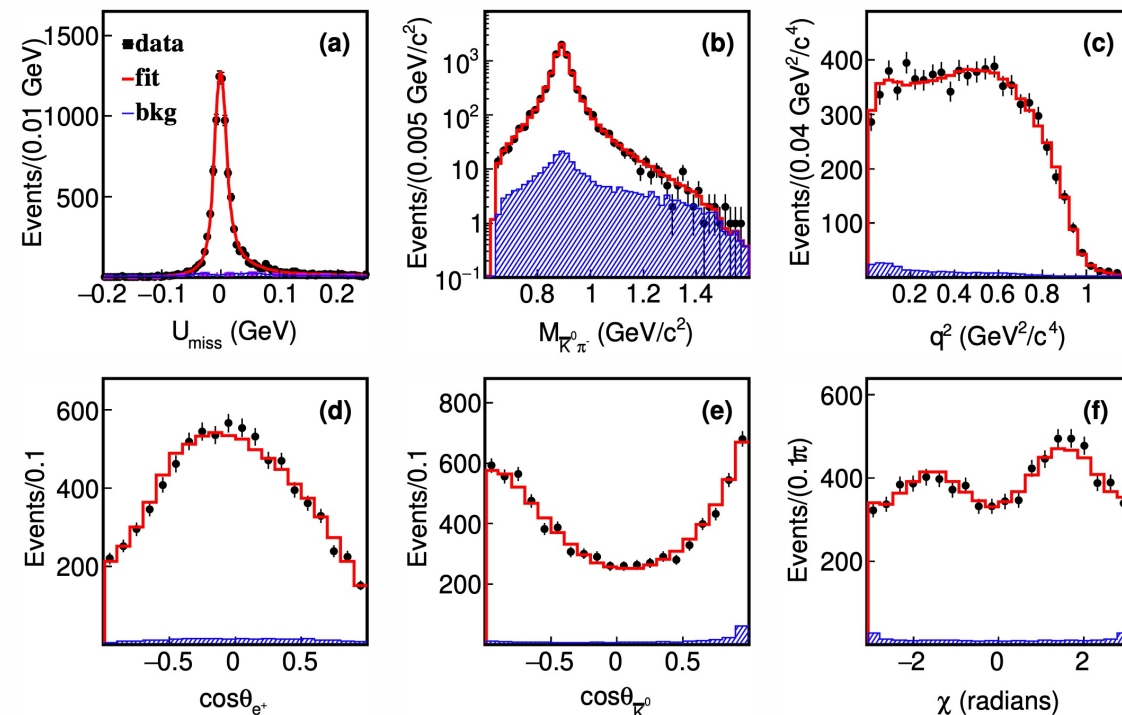 (a)
data
fit
bkg
1500
1000
500
Events/(0.01 GeV)
−0.2 −0.1 0 0.1 0.2
U_miss (GeV)
(b)
10³
10²
10
1
10⁻¹
Events/(0.005 GeV/c²)
0.8 1 1.2 1.4
M_K̅⁰π⁻ (GeV/c²)
(c)
400
300
200
100
Events/(0.04 GeV²/c⁴)
0.2 0.4 0.6 0.8 1
q² (GeV²/c⁴)
(d)
600
400
200
Events/0.1
−0.5 0 0.5
cosθ_e⁺
(e)
800
600
400
200
Events/0.1
−0.5 0 0.5
cosθ_K̅⁰
(f)
600
400
200
Events/(0.1π)
−2 0 2
χ (radians)